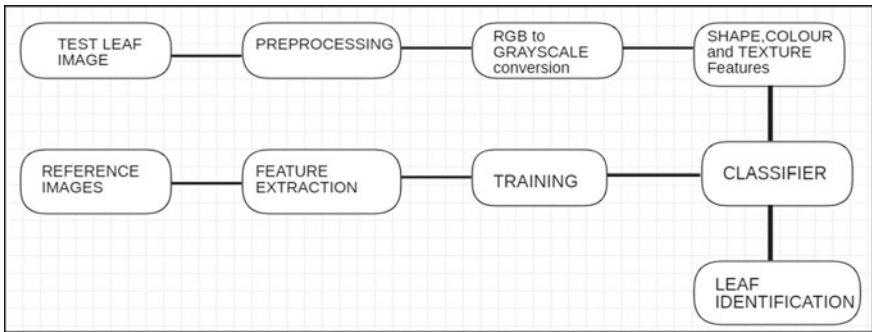 TEST LEAF
IMAGE
PREPROCESSING
RGB to
GRAYSCALE
conversion
SHAPE,COLOUR
and TEXTURE
Features
REFERENCE
IMAGES
FEATURE
EXTRACTION
TRAINING
CLASSIFIER
LEAF
IDENTIFICATION